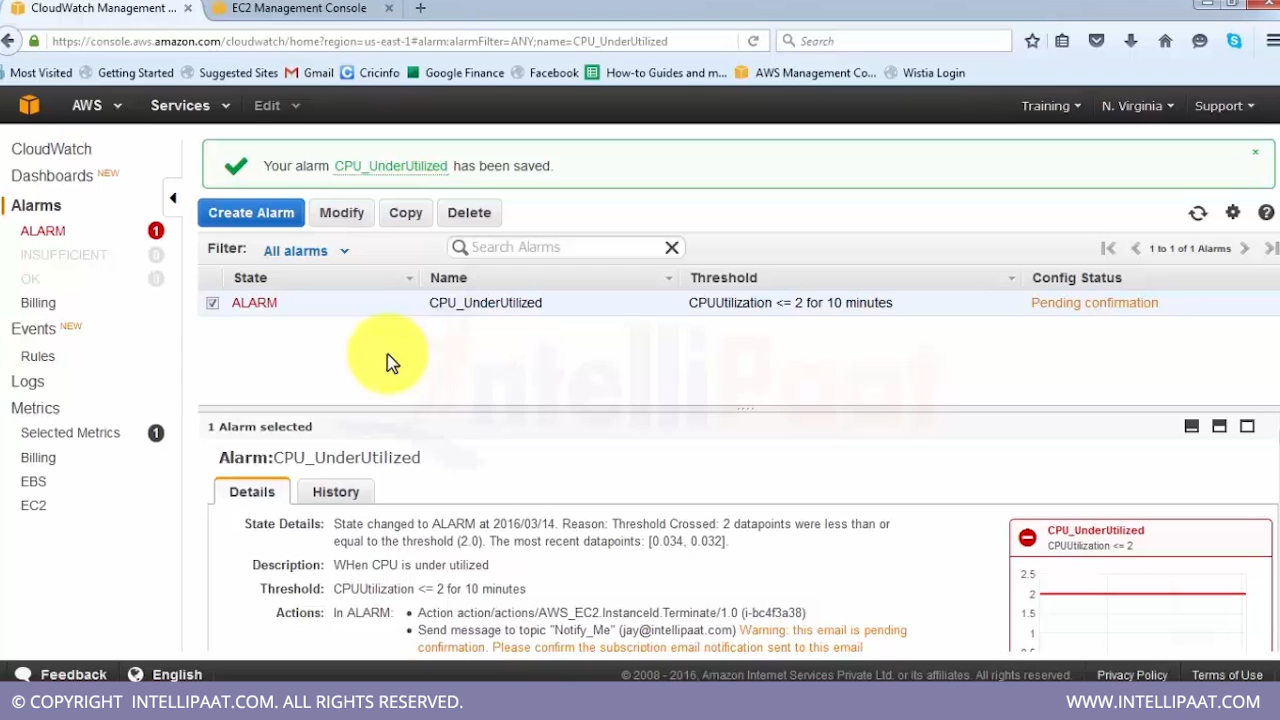 CloudWatch Management ...
EC2 Management Console
https://console.aws.amazon.com/cloudwatch/home?region=us-east-1#alarm:alarmFilter=ANY;name=CPU_UnderUtilized
Search
Most Visited Getting Started Suggested Sites Gmail Cricinfo Google Finance Facebook How-to Guides and m... AWS Management Co... Wistia Login
AWS Services Edit Training N. Virginia Support
CloudWatch
Dashboards NEW
Alarms
ALARM 1
INSUFFICIENT 0
OK 0
Billing
Events NEW
Rules
Logs
Metrics
Selected Metrics 1
Billing
EBS
EC2
Your alarm CPU_UnderUtilized has been saved.
Create Alarm Modify Copy Delete
Filter: All alarms Search Alarms 1 to 1 of 1 Alarms
State Name Threshold Config Status
ALARM CPU_UnderUtilized CPUUtilization <= 2 for 10 minutes Pending confirmation
IntelliPaat
1 Alarm selected
Alarm:CPU_UnderUtilized
Details History
State Details: State changed to ALARM at 2016/03/14. Reason: Threshold Crossed: 2 datapoints were less than or
equal to the threshold (2.0). The most recent datapoints: [0.034, 0.032].
Description: WHen CPU is under utilized
Threshold: CPUUtilization <= 2 for 10 minutes
Actions: In ALARM: • Action action/actions/AWS_EC2.InstanceId.Terminate/1.0 (i-bc4f3a38)
• Send message to topic "Notify_Me" (jay@intellipaat.com) Warning: this email is pending
confirmation. Please confirm the subscription email notification sent to this email
CPU_UnderUtilized
CPUUtilization <= 2
2.5
2
1.5
1
Feedback English © 2008 - 2016, Amazon Internet Services Private Ltd. or its affiliates. All rights reserved. Privacy Policy Terms of Use
© COPYRIGHT INTELLIPAAT.COM. ALL RIGHTS RESERVED. WWW.INTELLIPAAT.COM